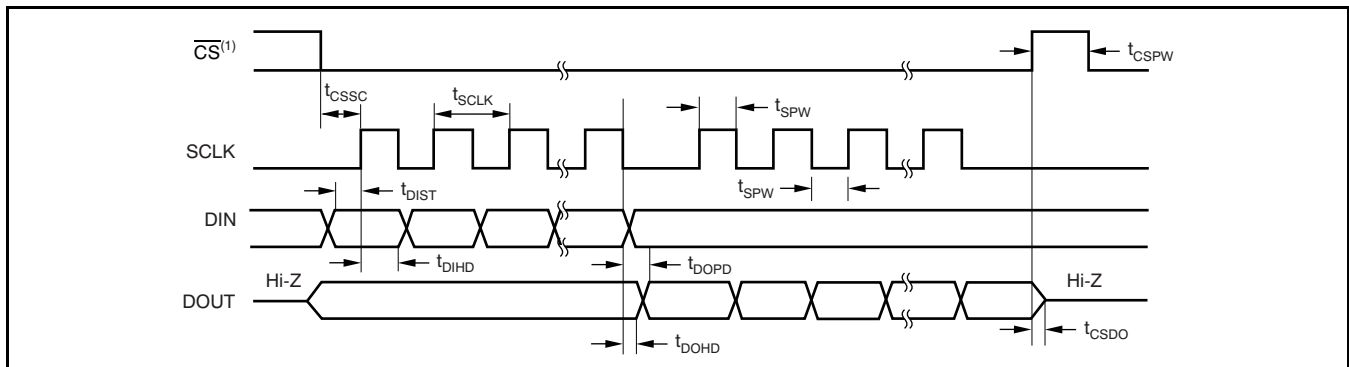 CS(1)
tCSPW
tCSSC
tSCLK
tSPW
SCLK
tDIST
tSPW
DIN
tDIHD
tDOPD
Hi-Z
Hi-Z
DOUT
tCSDO
tDOHD